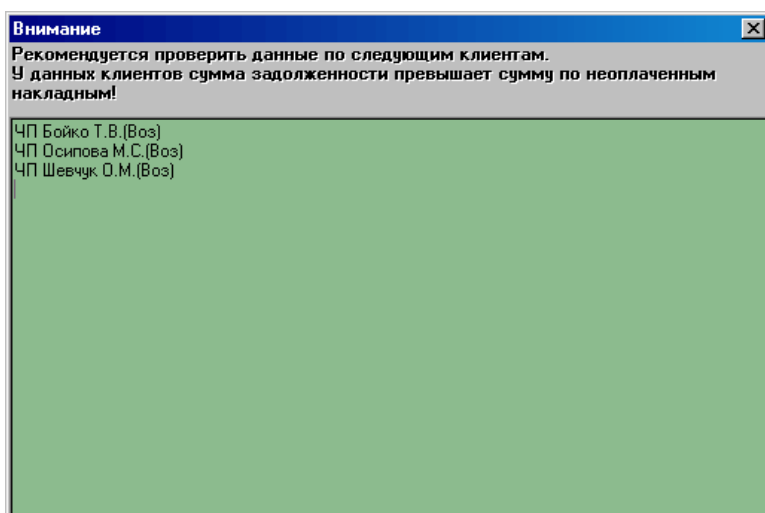 Внимание
Рекомендуется проверить данные по следующим клиентам.
У данных клиентов сумма задолженности превышает сумму по неоплаченным
накладным!
ЧП Бойко Т.В.(Воз)
ЧП Осипова М.С.(Воз)
ЧП Шевчук О.М.(Воз)